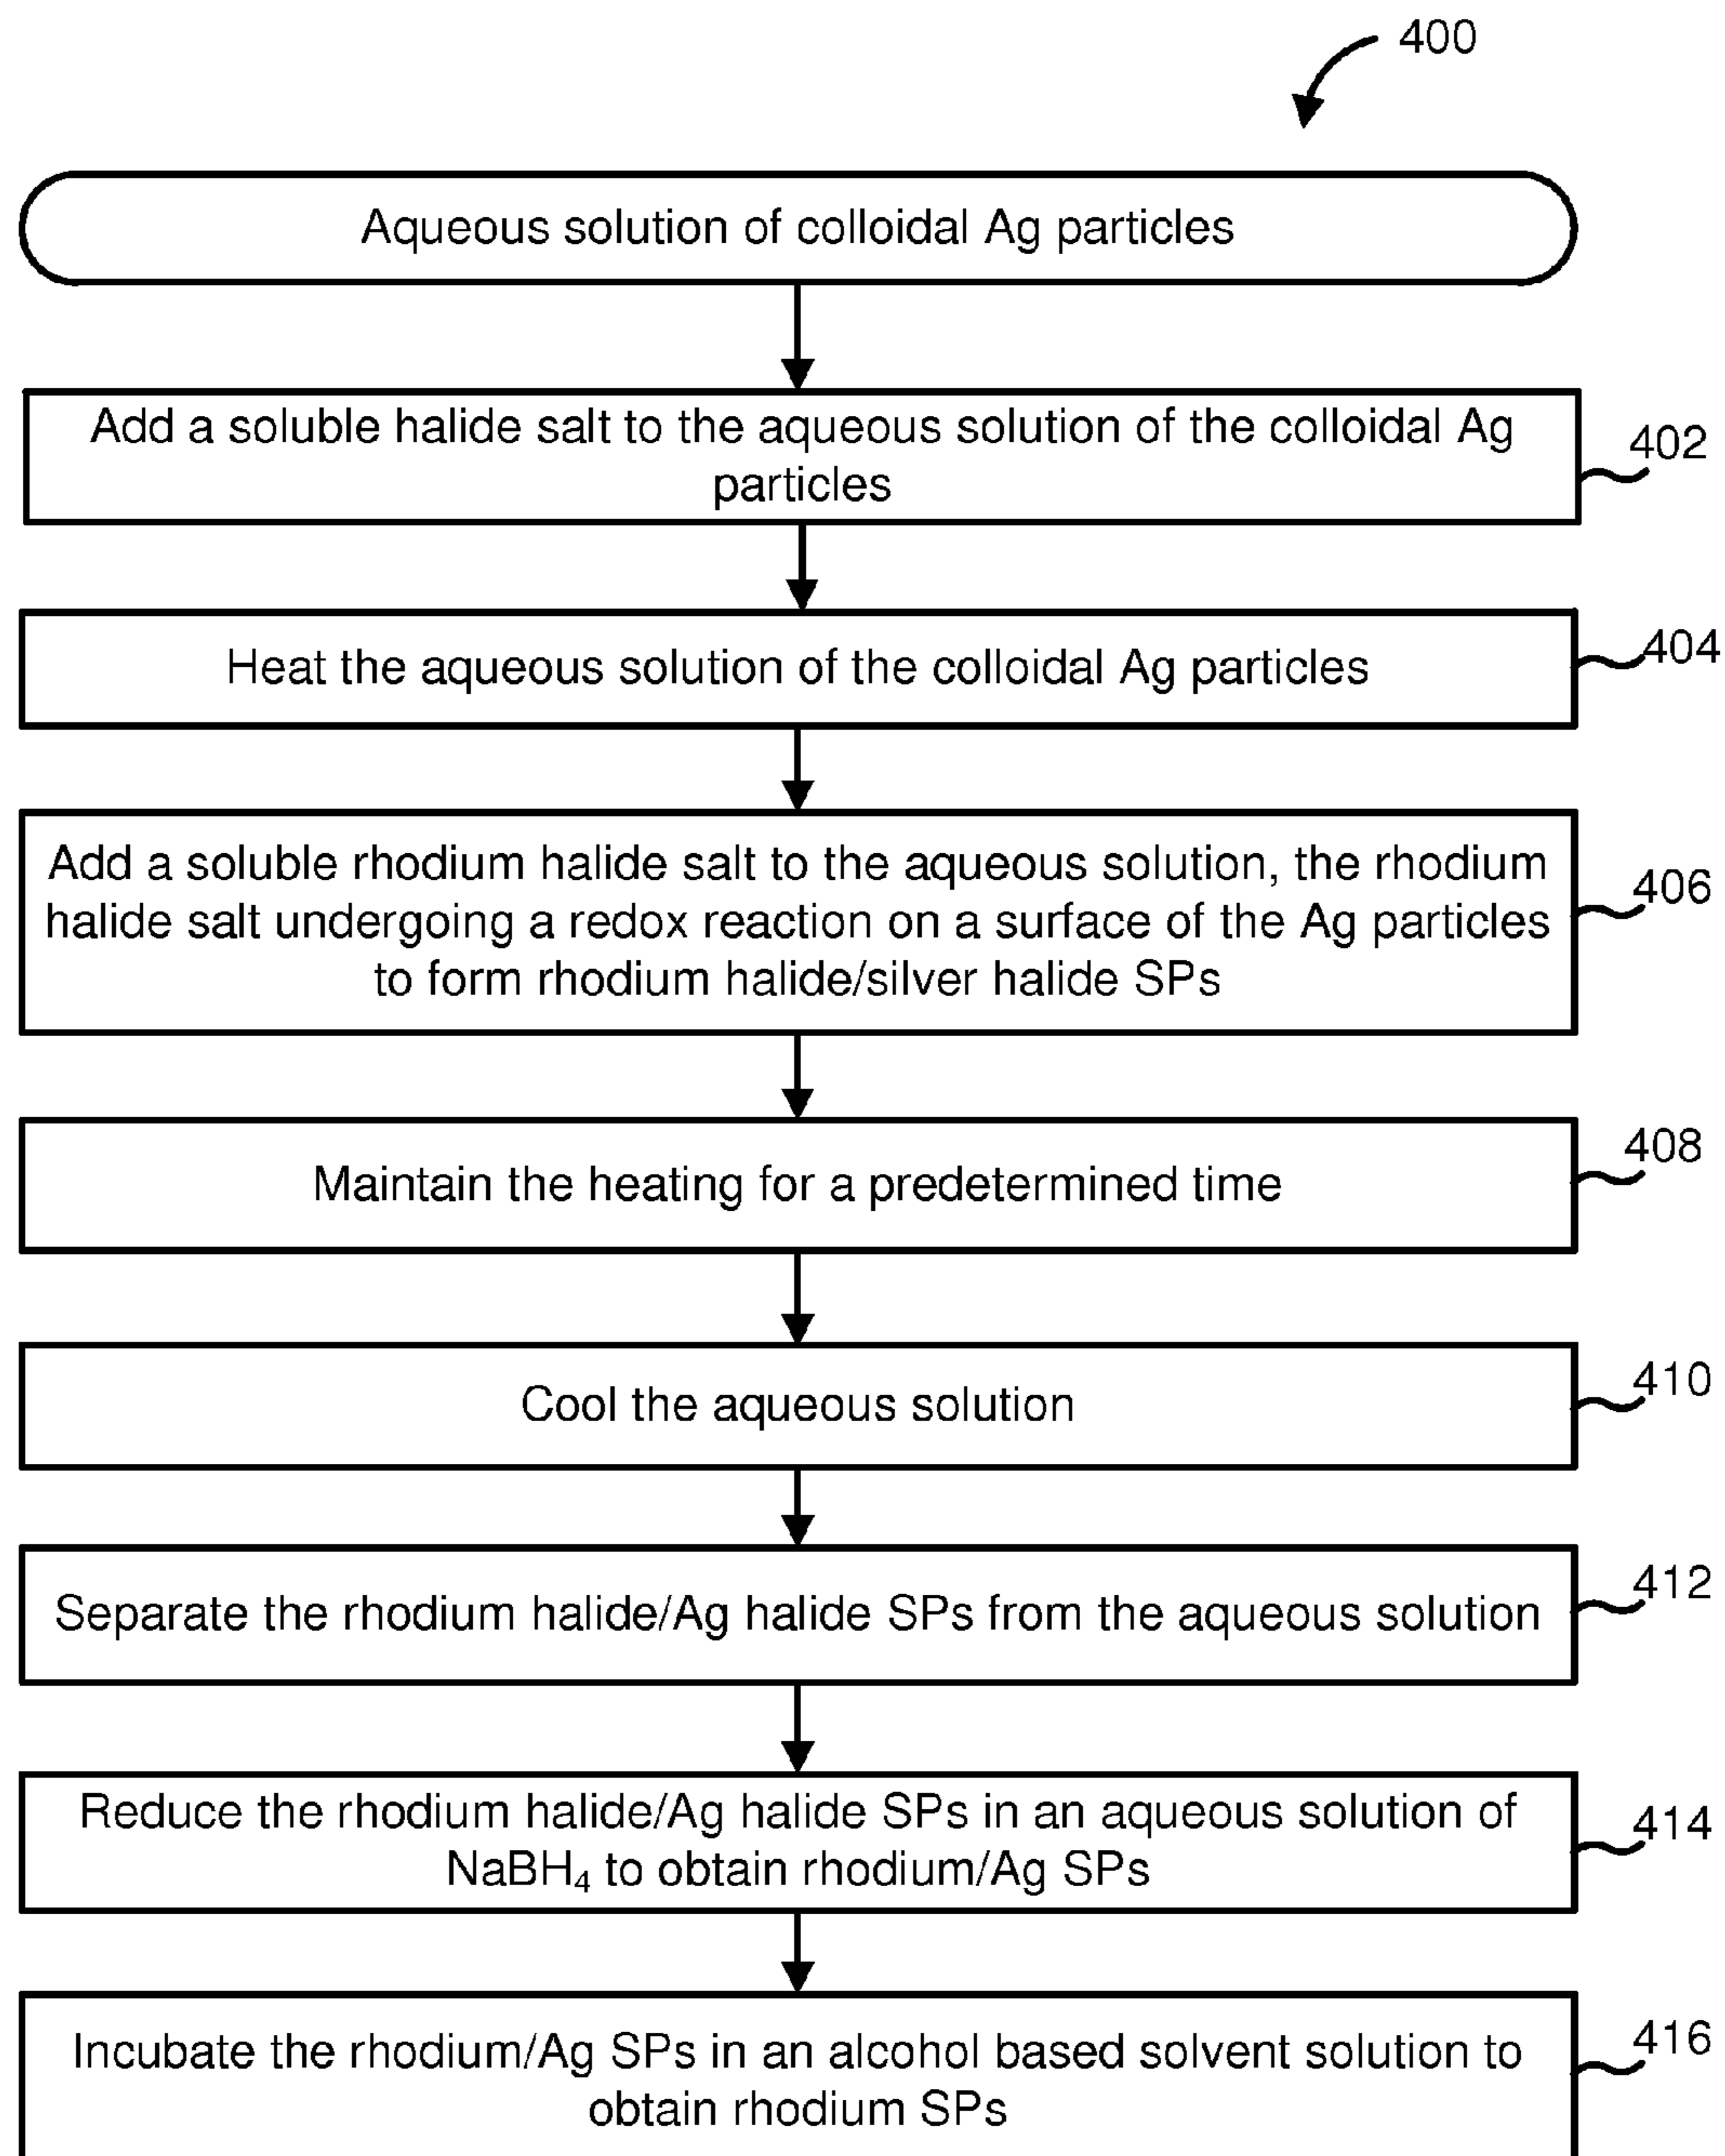 400
Aqueous solution of colloidal Ag particles
Add a soluble halide salt to the aqueous solution of the colloidal Ag
particles
402
Heat the aqueous solution of the colloidal Ag particles
404
Add a soluble rhodium halide salt to the aqueous solution, the rhodium
halide salt undergoing a redox reaction on a surface of the Ag particles
to form rhodium halide/silver halide SPs
406
Maintain the heating for a predetermined time
408
Cool the aqueous solution
410
Separate the rhodium halide/Ag halide SPs from the aqueous solution
412
Reduce the rhodium halide/Ag halide SPs in an aqueous solution of
NaBH₄ to obtain rhodium/Ag SPs
414
Incubate the rhodium/Ag SPs in an alcohol based solvent solution to
obtain rhodium SPs
416